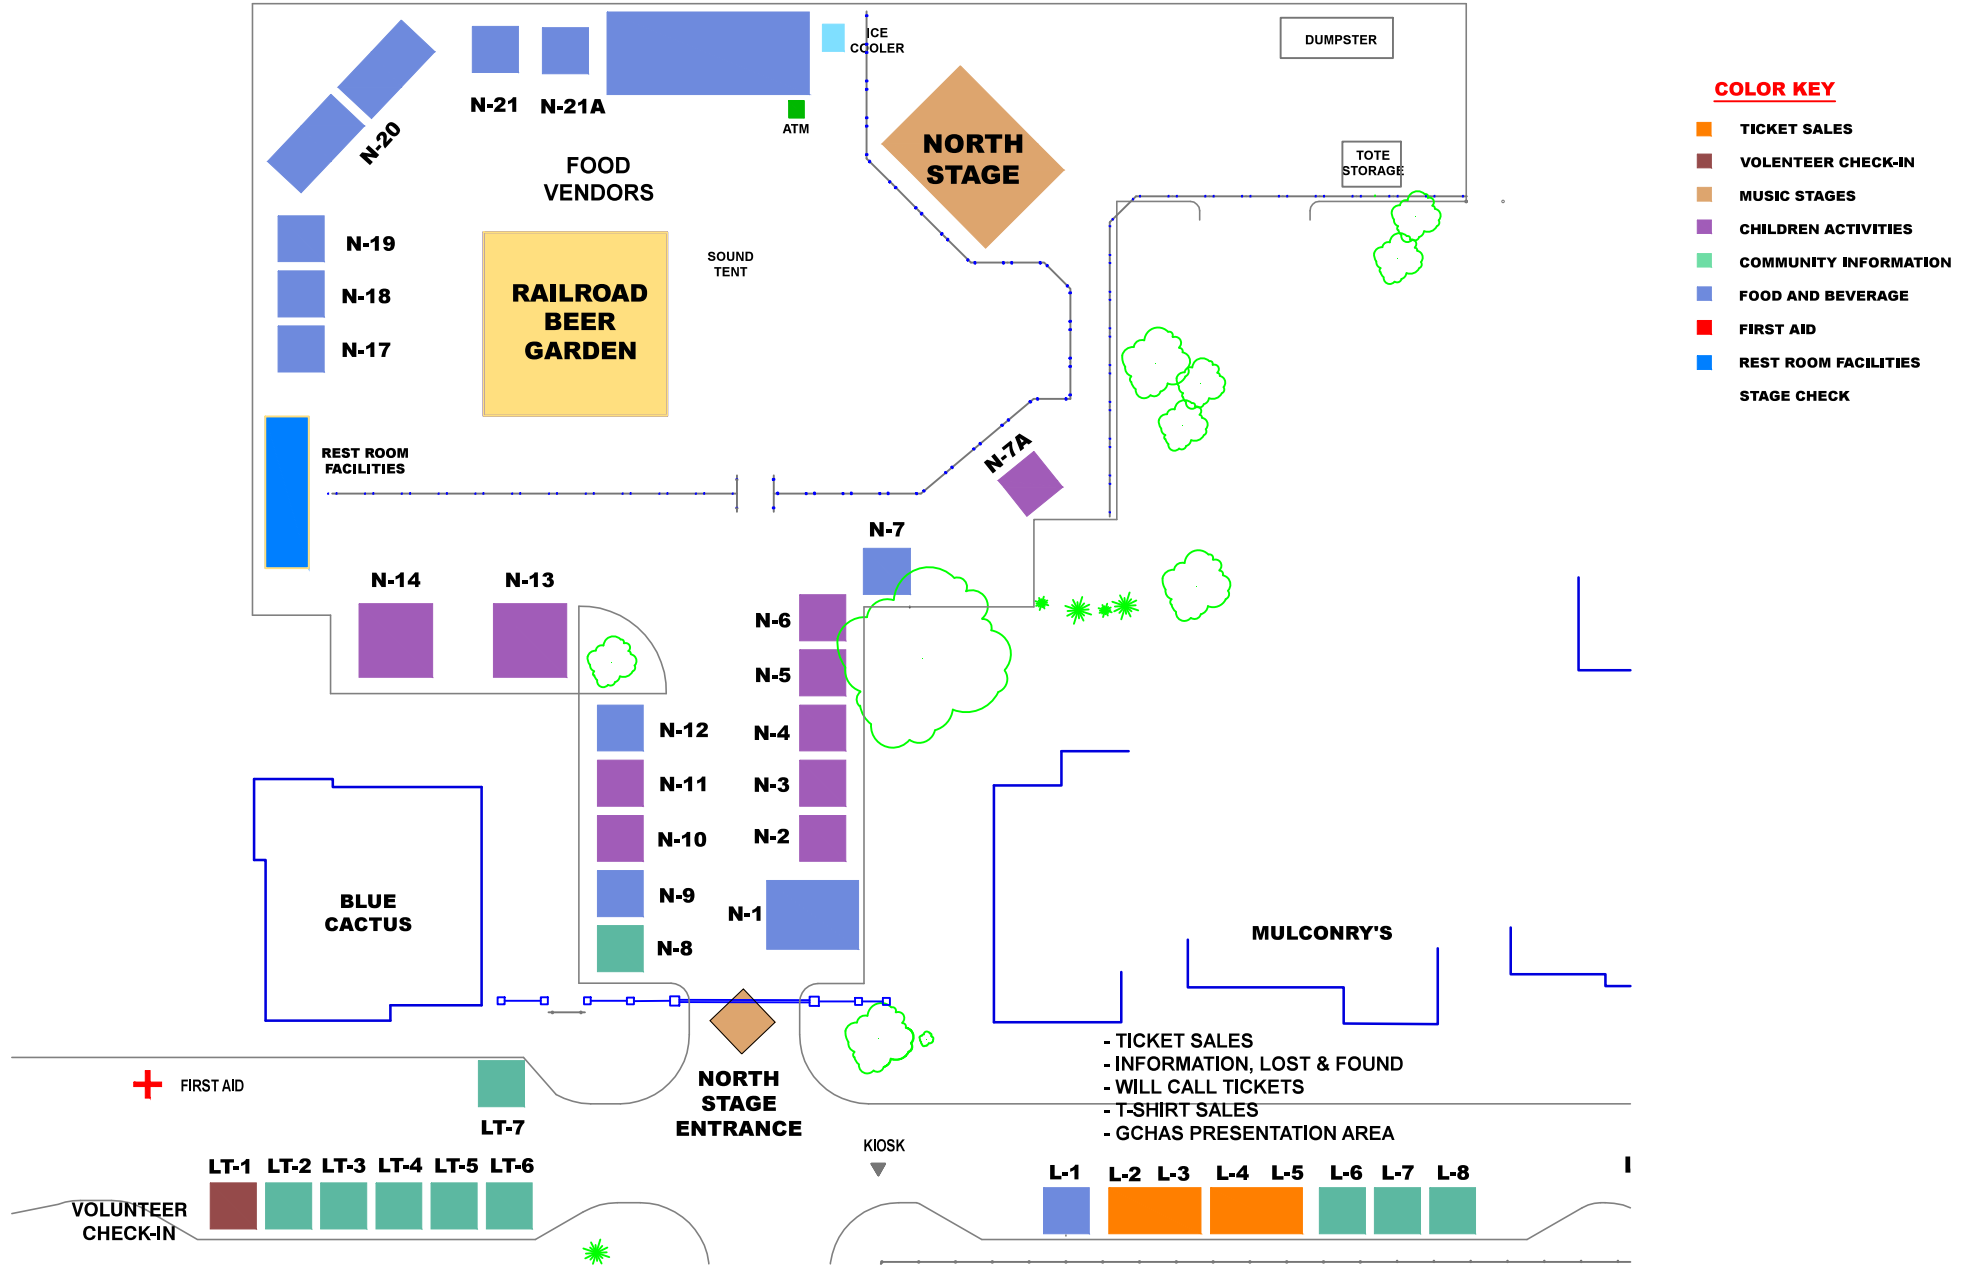 ICE
COOLER
DUMPSTER
N-21
N-21A
ATM
N-20
FOOD
VENDORS
NORTH
STAGE
TOTE
STORAGE
COLOR KEY
TICKET SALES
VOLENTEER CHECK-IN
MUSIC STAGES
CHILDREN ACTIVITIES
COMMUNITY INFORMATION
FOOD AND BEVERAGE
FIRST AID
REST ROOM FACILITIES
STAGE CHECK
N-19
N-18
N-17
SOUND
TENT
RAILROAD
BEER
GARDEN
REST ROOM
FACILITIES
N-7A
N-7
N-14
N-13
N-6
N-5
N-12
N-4
N-11
N-3
N-10
N-2
N-9
N-1
N-8
BLUE
CACTUS
MULCONRY'S
- TICKET SALES
- INFORMATION, LOST & FOUND
- WILL CALL TICKETS
- T-SHIRT SALES
- GCHAS PRESENTATION AREA
NORTH
STAGE
ENTRANCE
FIRST AID
LT-7
KIOSK
LT-1 LT-2 LT-3 LT-4 LT-5 LT-6
VOLUNTEER
CHECK-IN
L-1 L-2 L-3 L-4 L-5 L-6 L-7 L-8